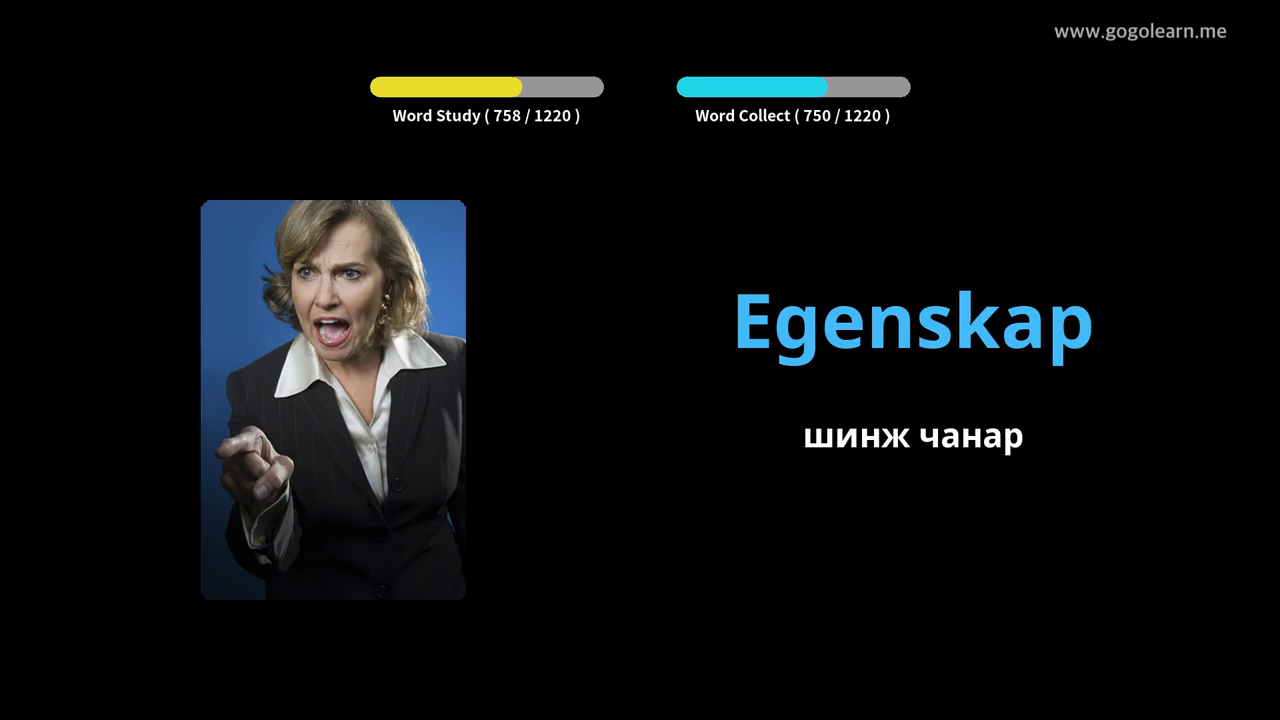 www.gogolearn.me
Word Study ( 758 / 1220 )
Word Collect ( 750 / 1220 )
Egenskap
шинж чанар